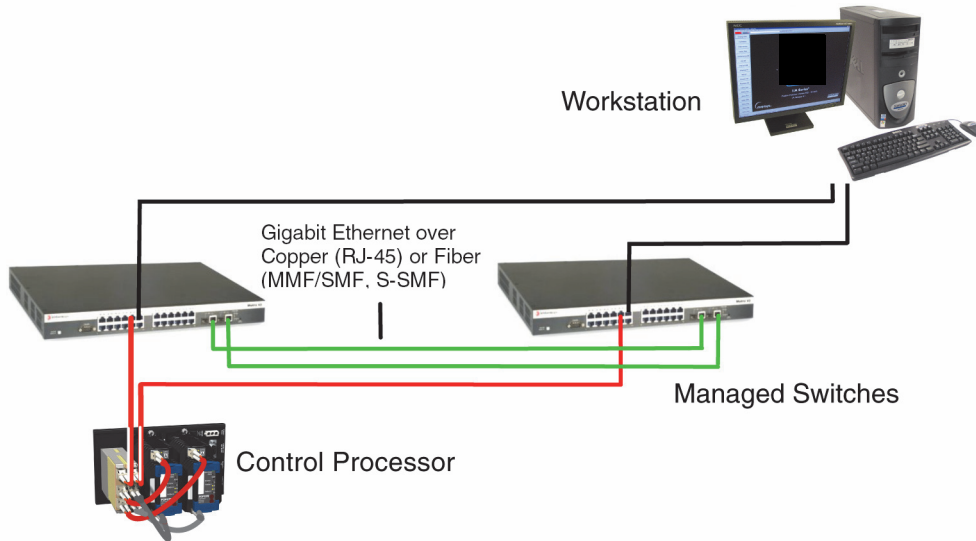 Workstation
Gigabit Ethernet over
Copper (RJ-45) or Fiber
(MMF/SMF, S-SMF)
Managed Switches
Control Processor